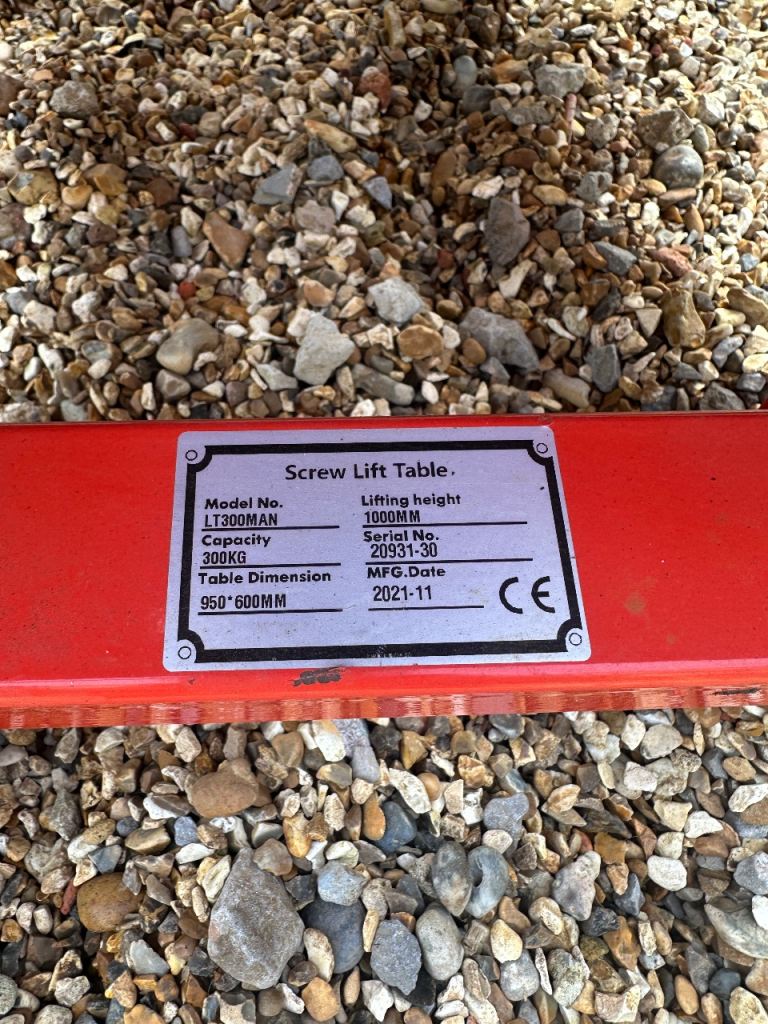 Screw Lift Table.
Model No.
LT300MAN
Lifting height
1000MM
Capacity
300KG
Serial No.
20931-30
Table Dimension
950*600MM
MFG.Date
2021-11
CE